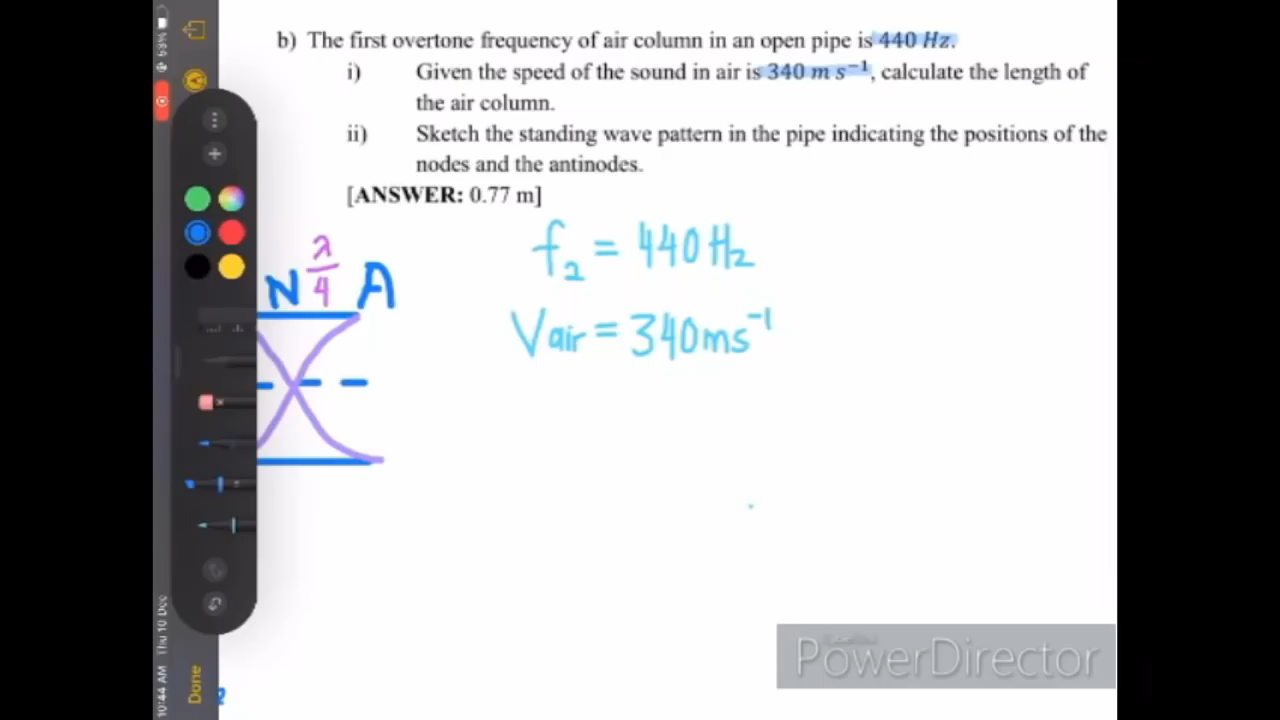 b) The first overtone frequency of air column in an open pipe is 440 Hz.
i) Given the speed of the sound in air is 340 m s⁻¹, calculate the length of
the air column.
ii) Sketch the standing wave pattern in the pipe indicating the positions of the
nodes and the antinodes.
[ANSWER: 0.77 m]
f₂ = 440 Hz
N λ/4 A
Vair = 340 ms⁻¹
10:44 AM Thu 10 Dec
Done
PowerDirector